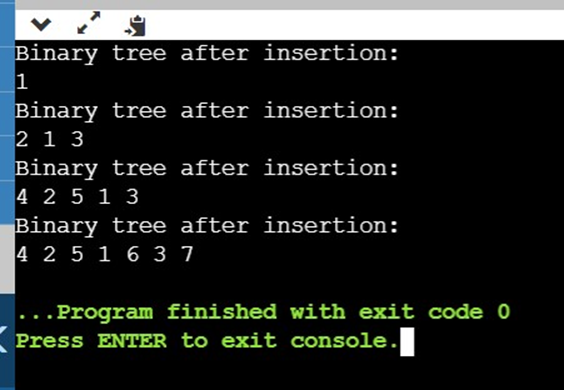 Binary tree after insertion:
1
Binary tree after insertion:
2 1 3
Binary tree after insertion:
4 2 5 1 3
Binary tree after insertion:
4 2 5 1 6 3 7
...Program finished with exit code 0
Press ENTER to exit console.